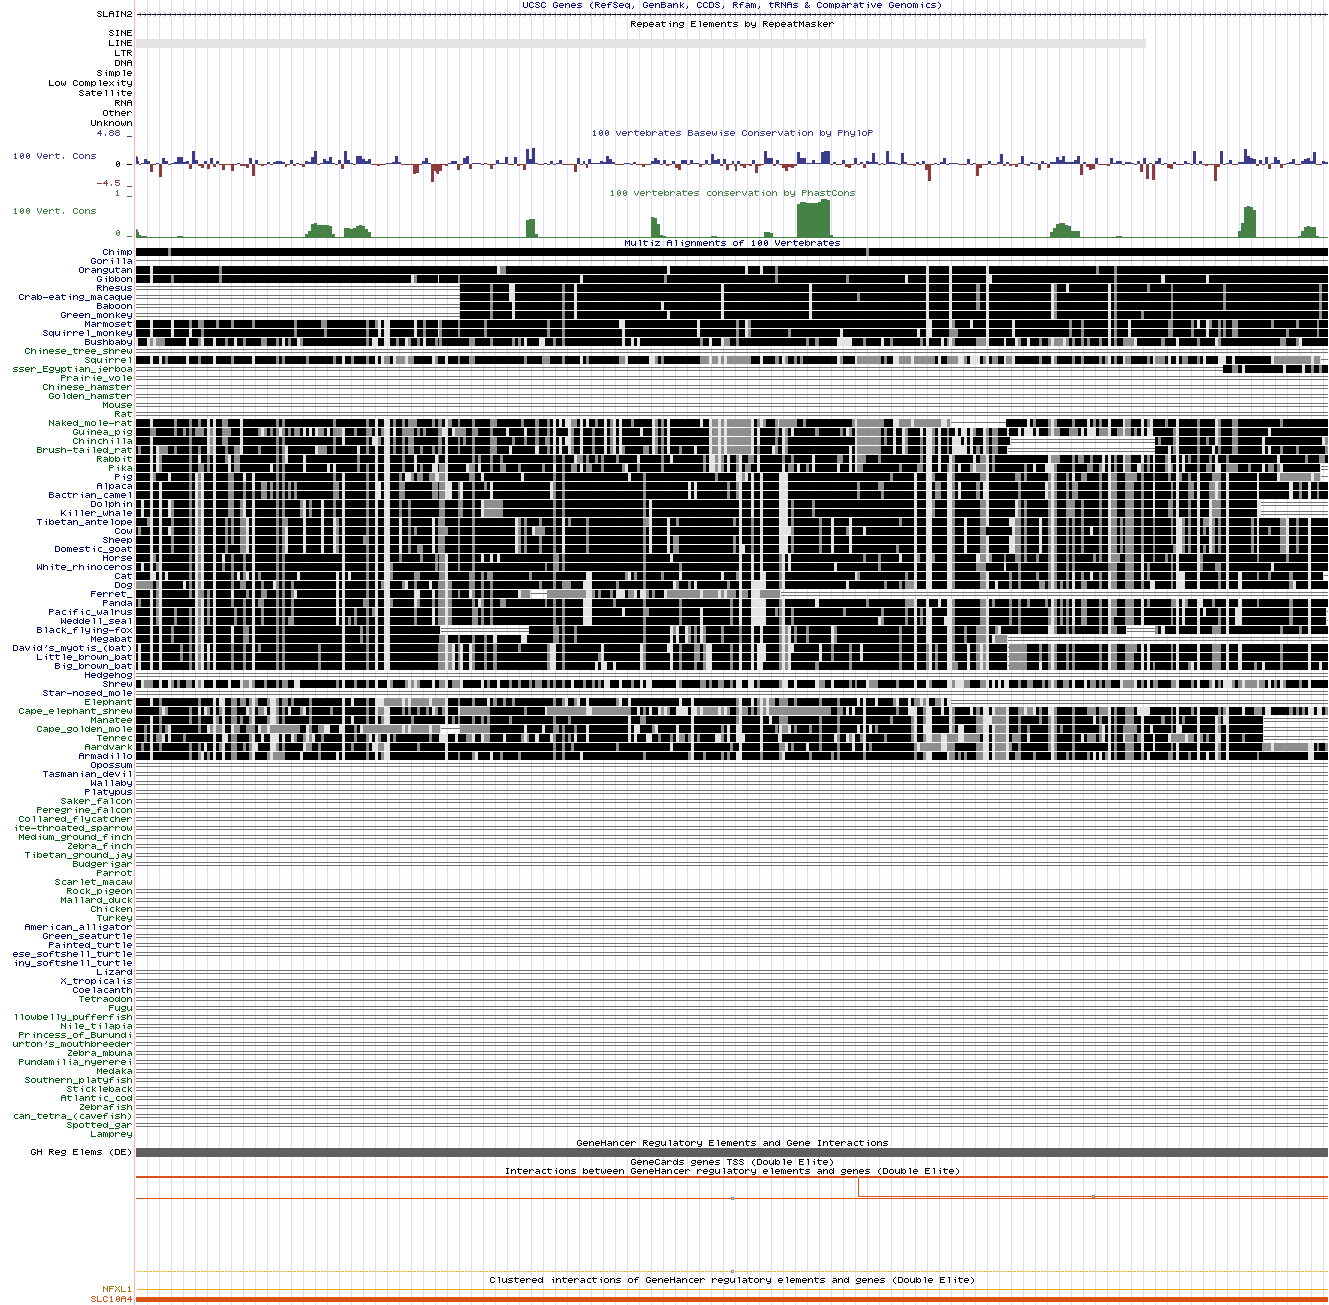 UCSC Genes (RefSeq, GenBank, CCDS, Rfam, tRNAs & Comparative Genomics)
SLAIN2
Repeating Elements by RepeatMasker
SINE
LINE
LTR
DNA
Simple
Low Complexity
Satellite
RNA
Other
Unknown
4.88 _
100 vertebrates Basewise Conservation by PhyloP
100 Vert. Cons
0 -
-4.5 _
100 vertebrates conservation by PhastCons
1 _
100 Vert. Cons
0 _
Multiz Alignments of 100 Vertebrates
Chimp
Gorilla
Orangutan
Gibbon
Rhesus
Crab-eating_macaque
Baboon
Green_monkey
Marmoset
Squirrel_monkey
Bushbaby
Chinese_tree_shrew
Squirrel
sser_Egyptian_jerboa
Prairie_vole
Chinese_hamster
Golden_hamster
Mouse
Rat
Naked_mole-rat
Guinea_pig
Chinchilla
Brush-tailed_rat
Rabbit
Pika
Pig
Alpaca
Bactrian_camel
Dolphin
Killer_whale
Tibetan_antelope
Cow
Sheep
Domestic_goat
Horse
White_rhinoceros
Cat
Dog
Ferret_
Panda
Pacific_walrus
Weddell_seal
Black_flying-fox
Megabat
David's_myotis_(bat)
Little_brown_bat
Big_brown_bat
Hedgehog
Shrew
Star-nosed_mole
Elephant
Cape_elephant_shrew
Manatee
Cape_golden_mole
Tenrec
Aardvark
Armadillo
Opossum
Tasmanian_devil
Wallaby
Platypus
Saker_falcon
Peregrine_falcon
Collared_flycatcher
ite-throated_sparrow
Medium_ground_finch
Zebra_finch
Tibetan_ground_jay
Budgerigar
Parrot
Scarlet_macaw
Rock_pigeon
Mallard_duck
Chicken
Turkey
American_alligator
Green_seaturtle
Painted_turtle
ese_softshell_turtle
iny_softshell_turtle
Lizard
X_tropicalis
Coelacanth
Tetraodon
Fugu
llowbelly_pufferfish
Nile_tilapia
Princess_of_Burundi
urton's_mouthbreeder
Zebra_mbuna
Pundamilia_nyererei
Medaka
Southern_platyfish
Stickleback
Atlantic_cod
Zebrafish
can_tetra_(cavefish)
Spotted_gar
Lamprey
GeneHancer Regulatory Elements and Gene Interactions
GH Reg Elems (DE)
GeneCards genes TSS (Double Elite)
Interactions between GeneHancer regulatory elements and genes (Double Elite)
Clustered interactions of GeneHancer regulatory elements and genes (Double Elite)
NFXL1
SLC10A4